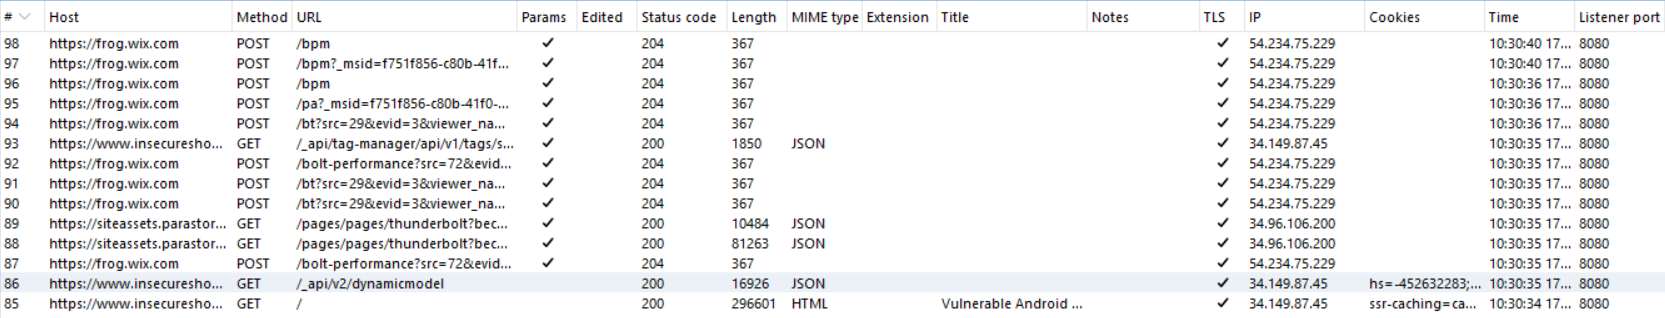 # Host Method URL Params Edited Status code Length MIME type Extension Title Notes TLS IP Cookies Time Listener port
98 https://frog.wix.com POST /bpm ✓ 204 367 ✓ 54.234.75.229 10:30:40 17... 8080
97 https://frog.wix.com POST /bpm?_msid=f751f856-c80b-41f... ✓ 204 367 ✓ 54.234.75.229 10:30:40 17... 8080
96 https://frog.wix.com POST /bpm ✓ 204 367 ✓ 54.234.75.229 10:30:36 17... 8080
95 https://frog.wix.com POST /pa?_msid=f751f856-c80b-41f0-... ✓ 204 367 ✓ 54.234.75.229 10:30:36 17... 8080
94 https://frog.wix.com POST /bt?src=29&evid=3&viewer_na... ✓ 204 367 ✓ 54.234.75.229 10:30:36 17... 8080
93 https://www.insecuresho... GET /_api/tag-manager/api/v1/tags/s... ✓ 200 1850 JSON ✓ 34.149.87.45 10:30:35 17... 8080
92 https://frog.wix.com POST /bolt-performance?src=72&evid... ✓ 204 367 ✓ 54.234.75.229 10:30:35 17... 8080
91 https://frog.wix.com POST /bt?src=29&evid=3&viewer_na... ✓ 204 367 ✓ 54.234.75.229 10:30:35 17... 8080
90 https://frog.wix.com POST /bt?src=29&evid=3&viewer_na... ✓ 204 367 ✓ 54.234.75.229 10:30:35 17... 8080
89 https://siteassets.parastor... GET /pages/pages/thunderbolt?bec... ✓ 200 10484 JSON ✓ 34.96.106.200 10:30:35 17... 8080
88 https://siteassets.parastor... GET /pages/pages/thunderbolt?bec... ✓ 200 81263 JSON ✓ 34.96.106.200 10:30:35 17... 8080
87 https://frog.wix.com POST /bolt-performance?src=72&evid... ✓ 204 367 ✓ 54.234.75.229 10:30:35 17... 8080
86 https://www.insecuresho... GET /_api/v2/dynamicmodel 200 16926 JSON ✓ 34.149.87.45 hs=-452632283;... 10:30:35 17... 8080
85 https://www.insecuresho... GET / 200 296601 HTML Vulnerable Android ... ✓ 34.149.87.45 ssr-caching=ca... 10:30:34 17... 8080